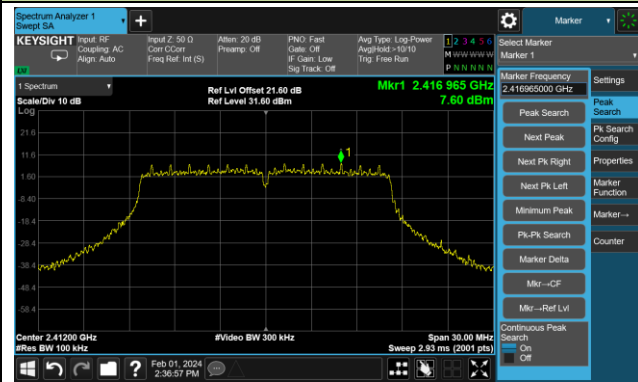 Spectrum Analyzer 1
Swept SA
Marker
KEYSIGHT
Input: RF
Coupling: AC
Align: Auto
Input Z: 50 Ω
Corr CCorr
Freq Ref: Int (S)
Atten: 20 dB
Preamp: Off
PNO: Fast
Gate: Off
IF Gain: Low
Sig Track: Off
Avg Type: Log-Power
Avg|Hold:>10/10
Trig: Free Run
1 2 3 4 5 6
M W W W W W
P N N N N N
LXI
Select Marker
Marker 1
1 Spectrum
Scale/Div 10 dB
Log
Ref Lvl Offset 21.60 dB
Ref Level 31.60 dBm
Mkr1 2.416 965 GHz
7.60 dBm
21.6
11.6
1.60
-8.40
-18.4
-28.4
-38.4
-48.4
-58.4
1
Center 2.41200 GHz
#Res BW 100 kHz
#Video BW 300 kHz
Span 30.00 MHz
Sweep 2.93 ms (2001 pts)
Marker Frequency
2.416965000 GHz
Peak Search
Next Peak
Next Pk Right
Next Pk Left
Minimum Peak
Pk-Pk Search
Marker Delta
Mkr→CF
Mkr→Ref Lvl
Continuous Peak
Search
On
Off
Settings
Peak
Search
Pk Search
Config
Properties
Marker
Function
Marker→
Counter
Feb 01, 2024
2:36:57 PM